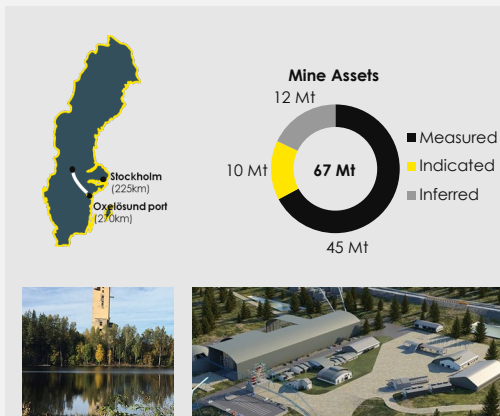 Stockholm
(225km)
Oxelösund port
(270km)
Mine Assets
12 Mt
10 Mt
67 Mt
45 Mt
Measured
Indicated
Inferred